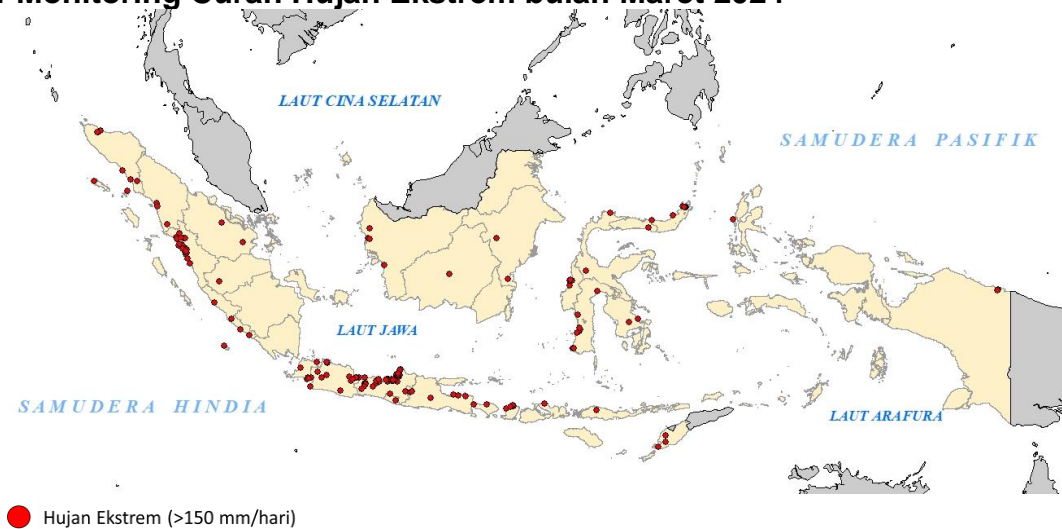 Monitoring Curah Hujan Ekstrem bulan Maret 2024
LAUT CINA SELATAN
SAMUDERA PASIFIK
LAUT JAWA
SAMUDERA HINDIA
LAUT ARAFURA
Hujan Ekstrem (>150 mm/hari)